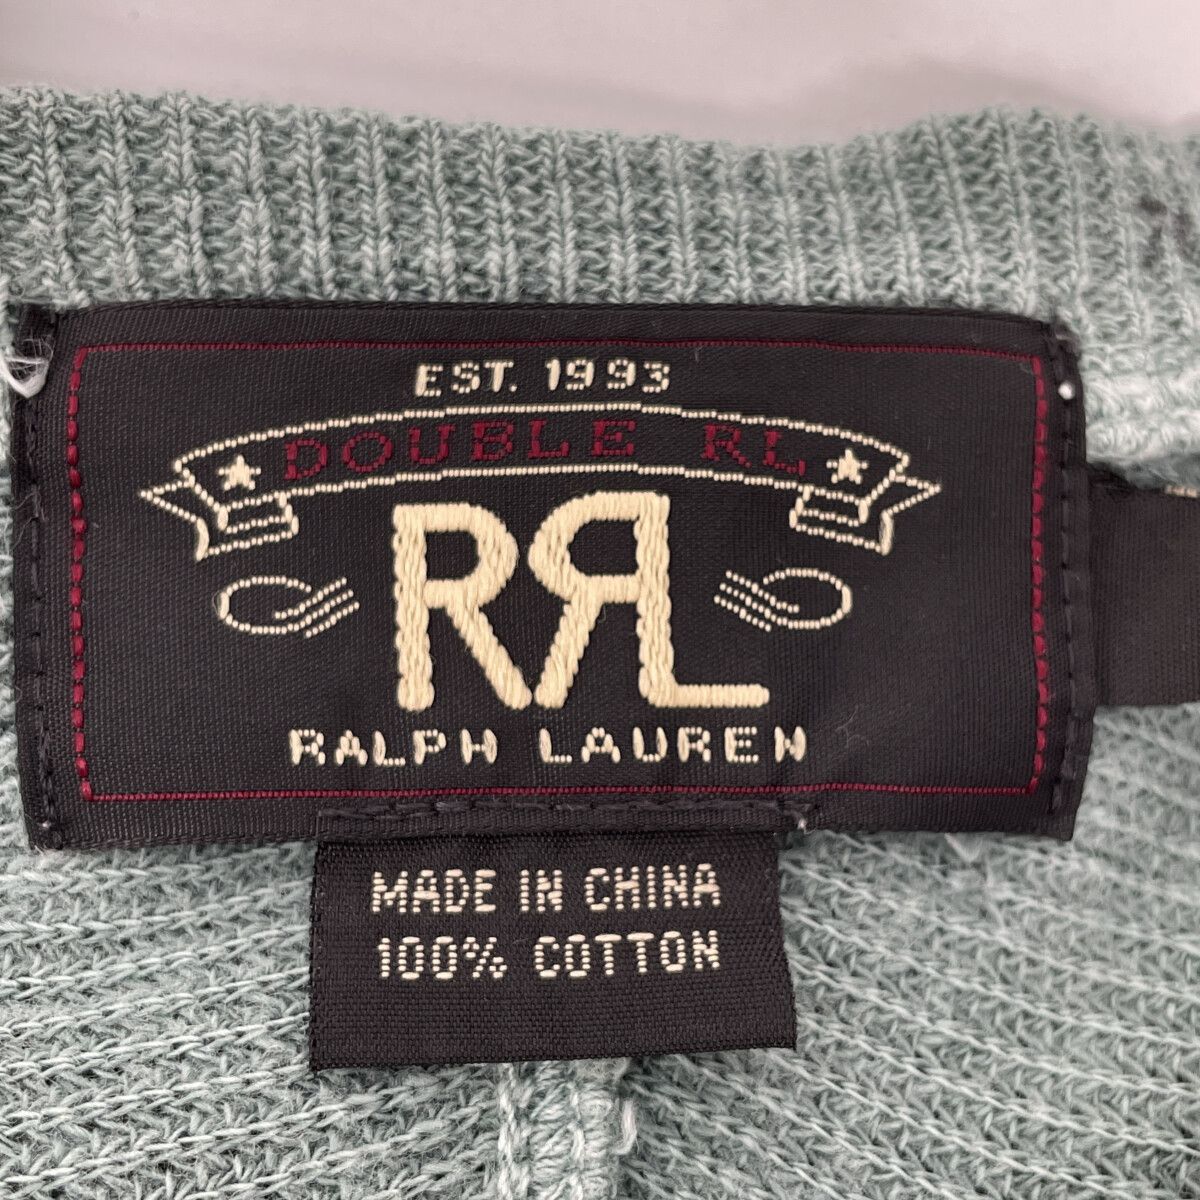 EST. 1993
DOUBLE RL
RRL
RALPH LAUREN
MADE IN CHINA
100% COTTON